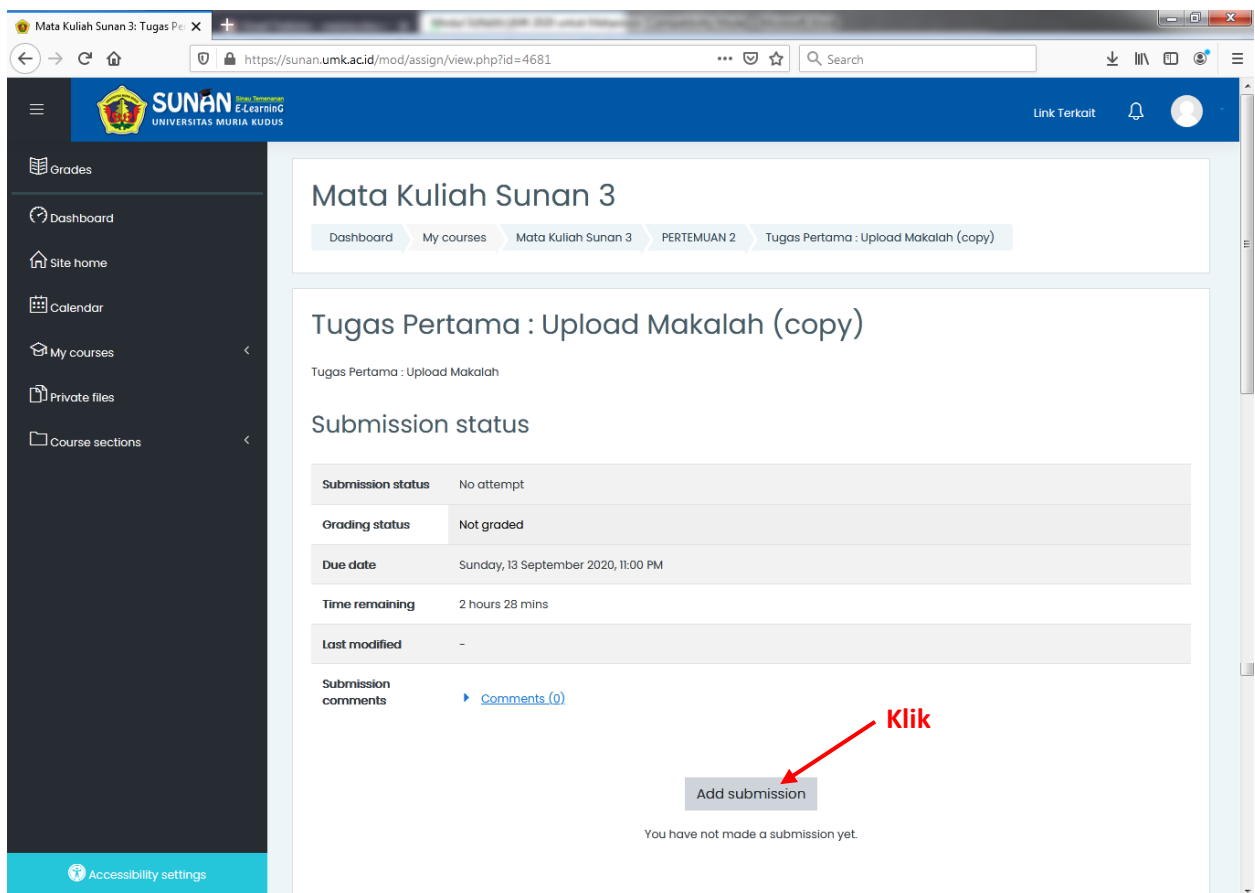 Mata Kuliah Sunan 3: Tugas Pe
https://sunan.umk.ac.id/mod/assign/view.php?id=4681
Search
SUNAN Sinau Temenanan
E-Learning
UNIVERSITAS MURIA KUDUS
Link Terkait
Grades
Dashboard
Site home
Calendar
My courses
Private files
Course sections
Accessibility settings
Mata Kuliah Sunan 3
Dashboard My courses Mata Kuliah Sunan 3 PERTEMUAN 2 Tugas Pertama : Upload Makalah (copy)
Tugas Pertama : Upload Makalah (copy)
Tugas Pertama : Upload Makalah
Submission status
Submission status No attempt
Grading status Not graded
Due date Sunday, 13 September 2020, 11:00 PM
Time remaining 2 hours 28 mins
Last modified -
Submission
comments Comments (0)
Klik
Add submission
You have not made a submission yet.